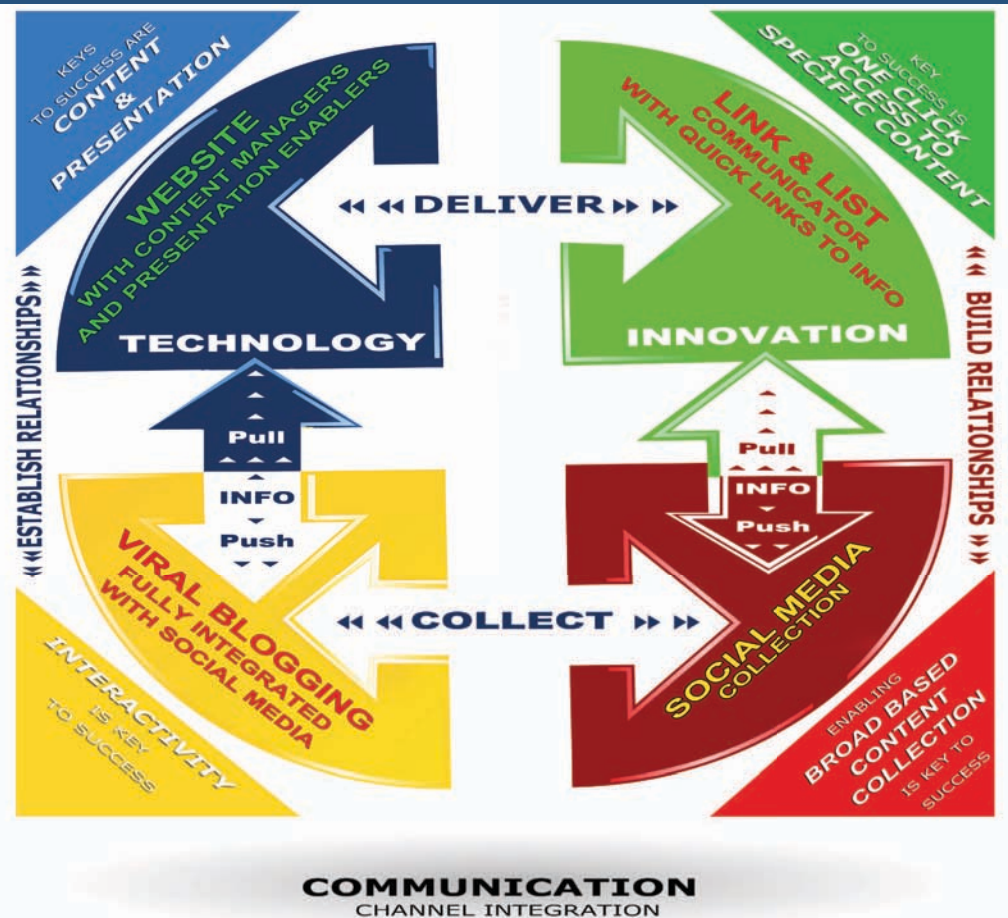 KEYS
TO SUCCESS ARE
CONTENT
&
PRESENTATION
WEBSITE
WITH CONTENT MANAGERS
AND PRESENTATION ENABLERS
TECHNOLOGY
DELIVER
KEY
TO SUCCESS IS
ONE CLICK
ACCESS TO
SPECIFIC CONTENT
LINK & LIST
COMMUNICATOR
WITH QUICK LINKS TO INFO
INNOVATION
ESTABLISH RELATIONSHIPS
BUILD RELATIONSHIPS
Pull
INFO
Push
Pull
INFO
Push
VIRAL BLOGGING
FULLY INTEGRATED
WITH SOCIAL MEDIA
COLLECT
SOCIAL MEDIA
COLLECTION
INTERACTIVITY
IS KEY
TO SUCCESS
ENABLING
BROAD BASED
CONTENT
COLLECTION
IS KEY TO
SUCCESS
COMMUNICATION
CHANNEL INTEGRATION